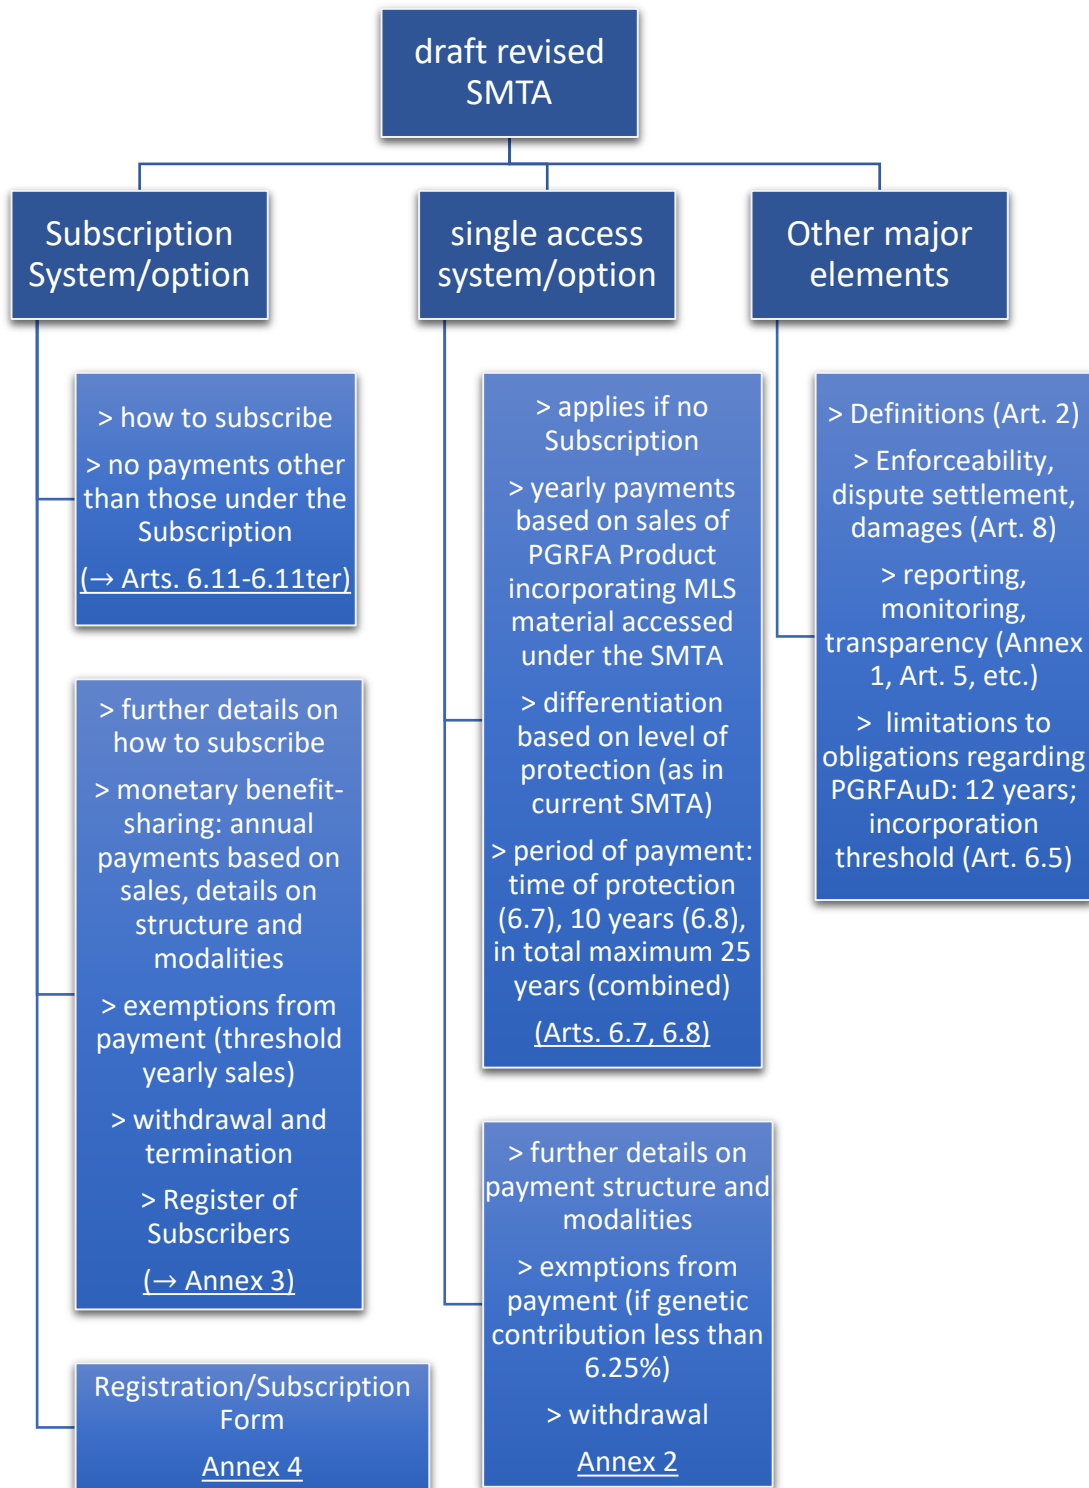 draft revised
SMTA
Subscription
System/option
> how to subscribe
> no payments other
than those under the
Subscription
(→ Arts. 6.11-6.11ter)
> further details on
how to subscribe
> monetary benefit-
sharing: annual
payments based on
sales, details on
structure and
modalities
> exemptions from
payment (threshold
yearly sales)
> withdrawal and
termination
> Register of
Subscribers
(→ Annex 3)
Registration/Subscription
Form
Annex 4
single access
system/option
> applies if no
Subscription
> yearly payments
based on sales of
PGRFA Product
incorporating MLS
material accessed
under the SMTA
> differentiation
based on level of
protection (as in
current SMTA)
> period of payment:
time of protection
(6.7), 10 years (6.8),
in total maximum 25
years (combined)
(Arts. 6.7, 6.8)
> further details on
payment structure and
modalities
> exmptions from
payment (if genetic
contribution less than
6.25%)
> withdrawal
Annex 2
Other major
elements
> Definitions (Art. 2)
> Enforceability,
dispute settlement,
damages (Art. 8)
> reporting,
monitoring,
transparency (Annex
1, Art. 5, etc.)
> limitations to
obligations regarding
PGRFAuD: 12 years;
incorporation
threshold (Art. 6.5)